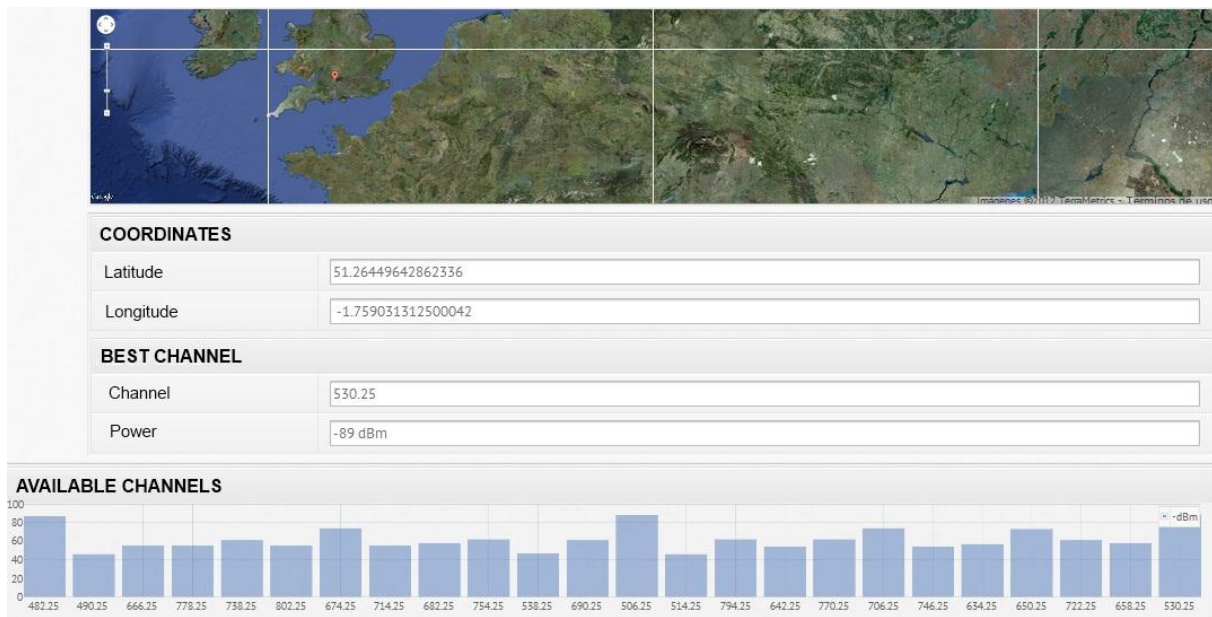 Google
Imágenes ©2012 TerraMetrics - Términos de uso
COORDINATES
Latitude 51.26449642862336
Longitude -1.759031312500042
BEST CHANNEL
Channel 530.25
Power -89 dBm
AVAILABLE CHANNELS
100
80
60
40
20
0
-dBm
482.25 490.25 666.25 778.25 738.25 802.25 674.25 714.25 682.25 754.25 538.25 690.25 506.25 514.25 794.25 642.25 770.25 706.25 746.25 634.25 650.25 722.25 658.25 530.25